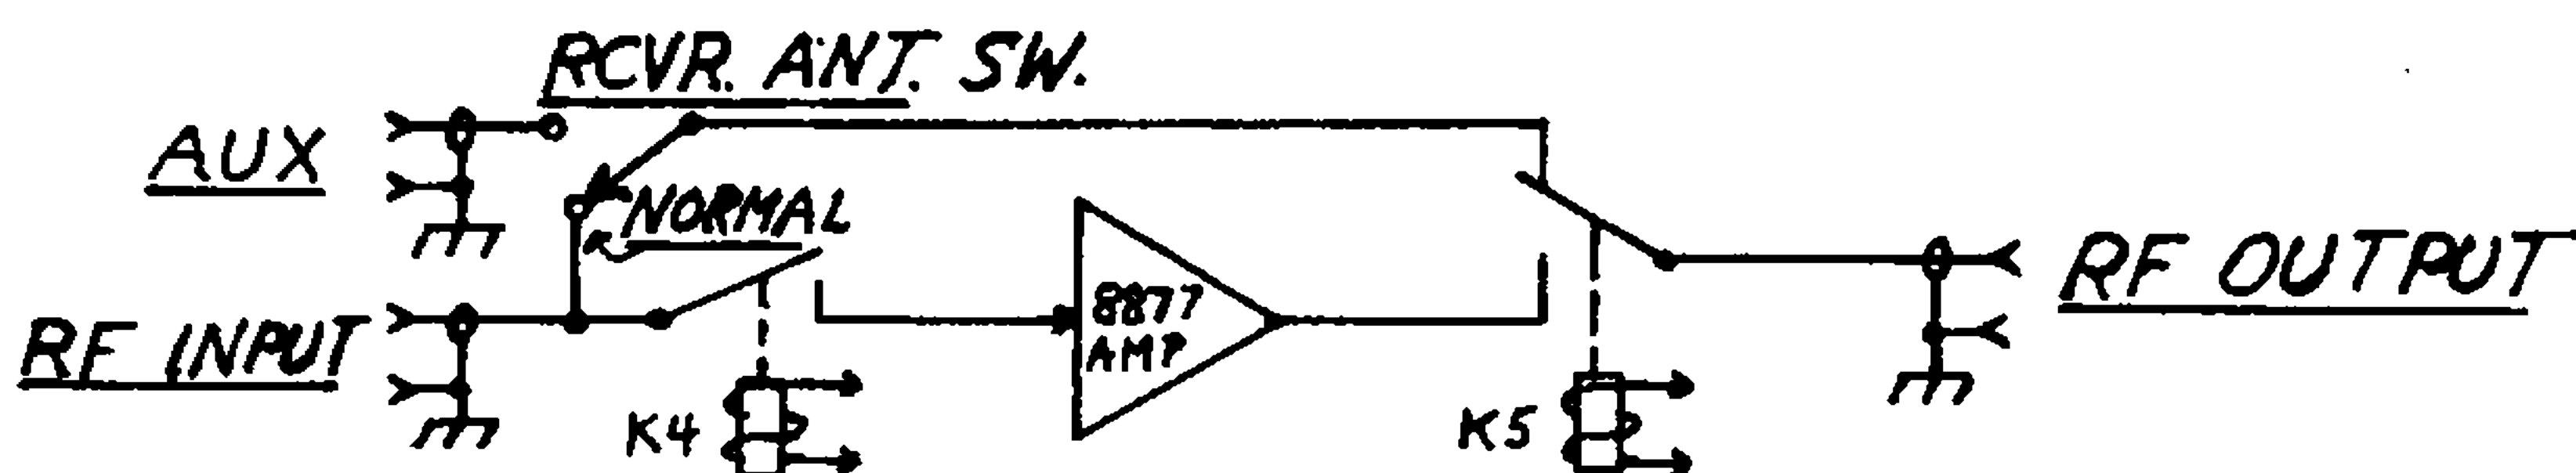 RCVR. ANT. SW.
AUX
NORMAL
RF INPUT
8877
AMP
RF OUTPUT
K4
K5